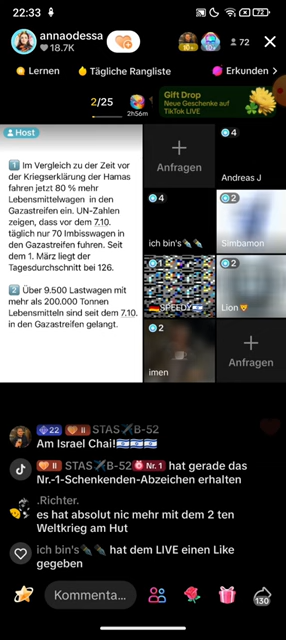 22:33
72
annaodessa
18.7K
72
Lernen
Tägliche Rangliste
Erkunden
2/25
2h56m
Gift Drop
Neue Geschenke auf
TikTok LIVE
Host
1 Im Vergleich zu der Zeit vor
der Kriegserklärung der Hamas
fahren jetzt 80 % mehr
Lebensmittelwagen in den
Gazastreifen ein. UN-Zahlen
zeigen, dass vor dem 7.10.
täglich nur 70 Imbisswagen in
den Gazastreifen fuhren. Seit
dem 1. März liegt der
Tagesdurchschnitt bei 126.
2 Über 9.500 Lastwagen mit
mehr als 200.000 Tonnen
Lebensmitteln sind seit dem 7.10.
in den Gazastreifen gelangt.
Anfragen
4
Andreas J
4
ich bin's
2
Simbamon
1
SPEEDY
2
Lion
2
imen
Anfragen
22 II STAS B-52
Am Israel Chai!
II STAS B-52 Nr. 1 hat gerade das
Nr.-1-Schenkenden-Abzeichen erhalten
.Richter.
es hat absolut nic mehr mit dem 2 ten
Weltkrieg am Hut
ich bin's hat dem LIVE einen Like
gegeben
Kommenta...
130